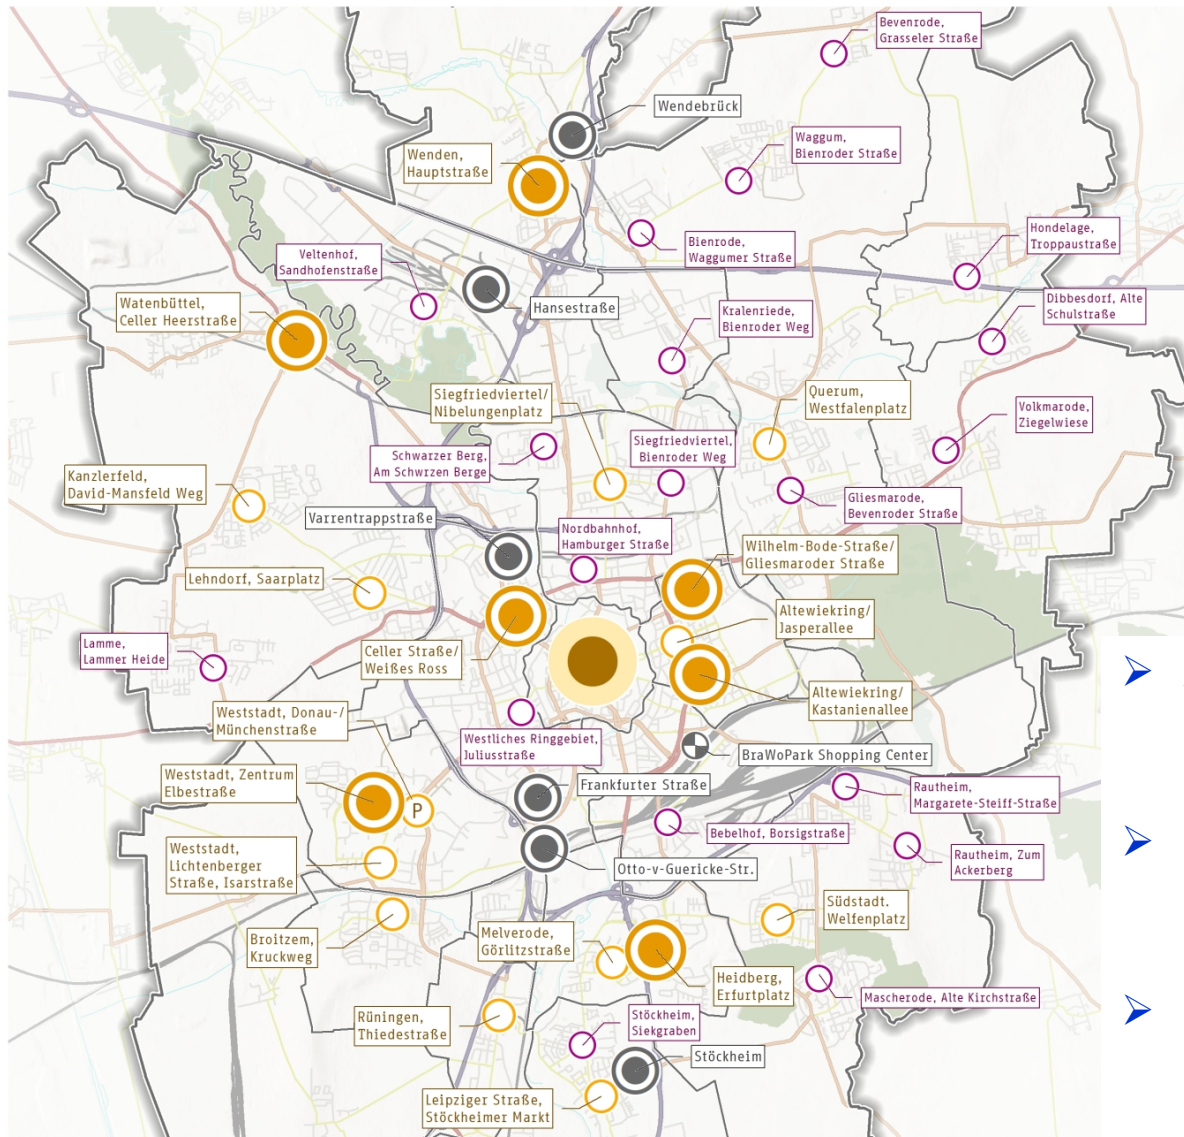 Bevenrode,
Grasseler Straße
Wendebrück
Waggum,
Bienroder Straße
Wenden,
Hauptstraße
Hondelage,
Troppaustraße
Bienrode,
Waggumer Straße
Veltenhof,
Sandhofenstraße
Dibbesdorf, Alte
Schulstraße
Watenbüttel,
Celler Heerstraße
Hansestraße
Kralenriede,
Bienroder Weg
Siegfriedviertel/
Nibelungenplatz
Querum,
Westfalenplatz
Volkmarode,
Ziegelwiese
Schwarzer Berg,
Am Schwrzen Berge
Siegfriedviertel,
Bienroder Weg
Kanzlerfeld,
David-Mansfeld Weg
Gliesmarode,
Bevenroder Straße
Varrentrappstraße
Nordbahnhof,
Hamburger Straße
Wilhelm-Bode-Straße/
Gliesmaroder Straße
Lehndorf, Saarplatz
Altewiekring/
Jasperallee
Lamme,
Lammer Heide
Celler Straße/
Weißes Ross
Altewiekring/
Kastanienallee
Weststadt, Donau-/
Münchenstraße
Westliches Ringgebiet,
Juliusstraße
BraWoPark Shopping Center
Weststadt, Zentrum
Elbestraße
Frankfurter Straße
Rautheim,
Margarete-Steiff-Straße
P
Bebelhof, Borsigstraße
Weststadt,
Lichtenberger
Straße, Isarstraße
Otto-v-Guericke-Str.
Rautheim, Zum
Ackerberg
Südstadt.
Welfenplatz
Broitzem,
Kruckweg
Melverode,
Görlitzstraße
Heidberg,
Erfurtplatz
Mascherode, Alte Kirchstraße
Rüningen,
Thiedestraße
Stöckheim,
Siekgraben
Stöckheim
Leipziger Straße,
Stöckheimer Markt